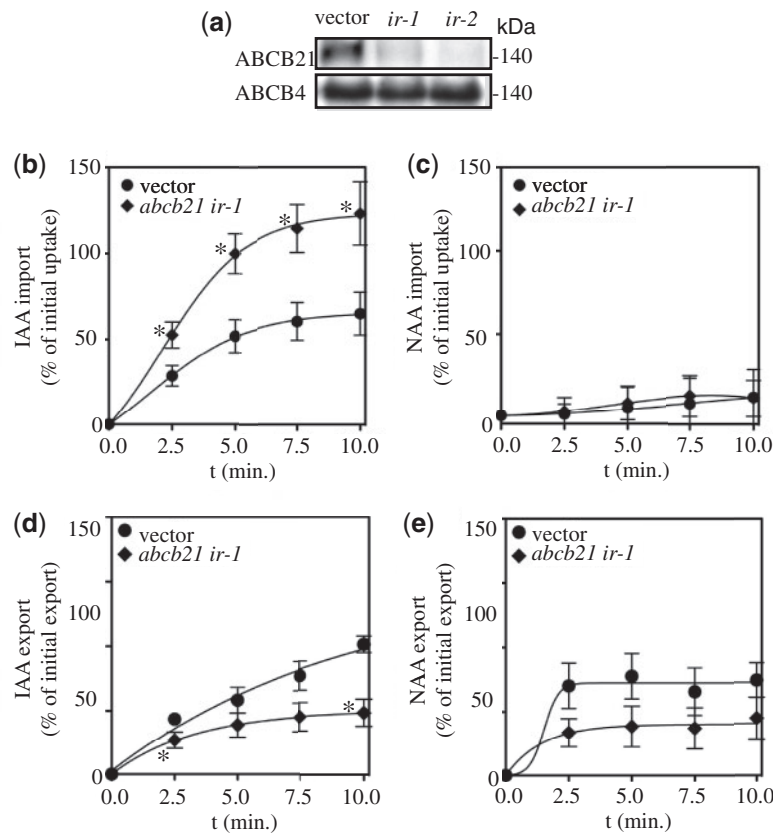 (a)
vector ir-1 ir-2 kDa
ABCB21 -140
ABCB4 -140
(b)
150
100
50
0
IAA import
(% of initial uptake)
vector
abcb21 ir-1
* * * *
0.0 2.5 5.0 7.5 10.0
t (min.)
(c)
150
100
50
0
NAA import
(% of initial uptake)
vector
abcb21 ir-1
0.0 2.5 5.0 7.5 10.0
t (min.)
(d)
150
100
50
0
IAA export
(% of initial export)
vector
abcb21 ir-1
* *
0.0 2.5 5.0 7.5 10.0
t (min.)
(e)
150
100
50
0
NAA export
(% of initial export)
vector
abcb21 ir-1
0.0 2.5 5.0 7.5 10.0
t (min.)